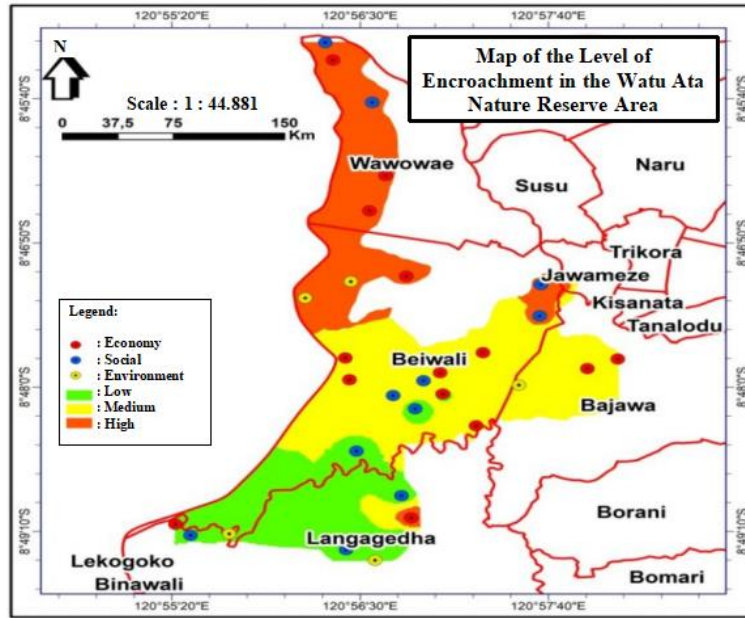 120°55'20"E 120°56'30"E 120°57'40"E
N
Map of the Level of
Encroachment in the Watu Ata
Nature Reserve Area
Scale : 1 : 44.881
0 37,5 75 150
Km
8°45'40"S 8°45'40"S
Wawowae
Naru
Susu
8°46'50"S 8°46'50"S
Trikora
Jawameze
Kisanata
Tanalodu
Legend:
: Economy
: Social
: Environment
: Low
: Medium
: High
Beiwali
8°48'0"S 8°48'0"S
Bajawa
Borani
8°49'10"S 8°49'10"S
Langagedha
Lekogoko
Binawali
Bomari
120°55'20"E 120°56'30"E 120°57'40"E